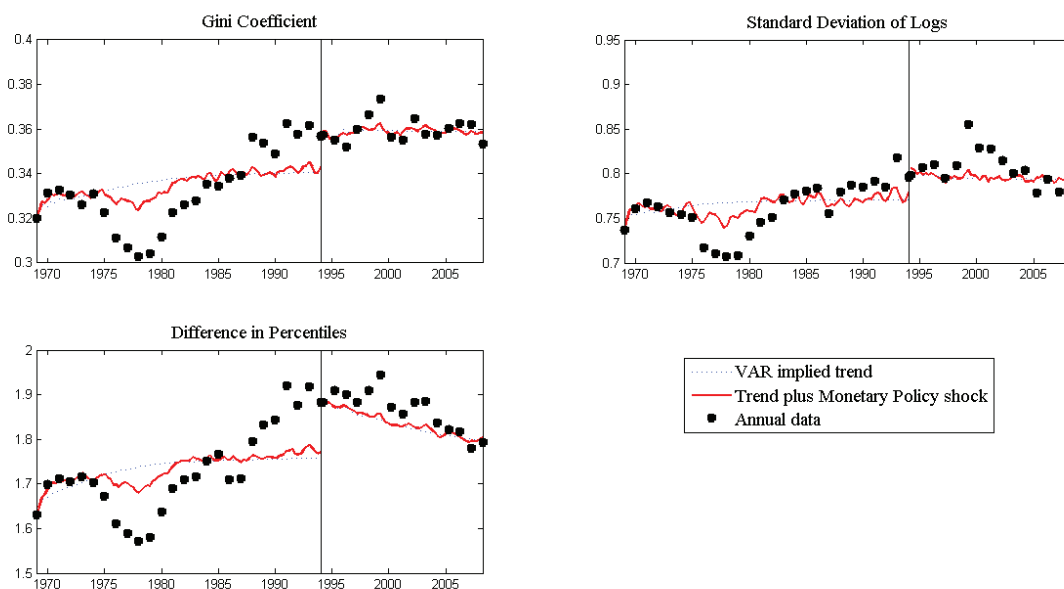 Gini Coefficient
0.4
0.38
0.36
0.34
0.32
0.3
1970 1975 1980 1985 1990 1995 2000 2005
Standard Deviation of Logs
0.95
0.9
0.85
0.8
0.75
0.7
1970 1975 1980 1985 1990 1995 2000 2005
Difference in Percentiles
2
1.9
1.8
1.7
1.6
1.5
1970 1975 1980 1985 1990 1995 2000 2005
VAR implied trend
Trend plus Monetary Policy shock
Annual data